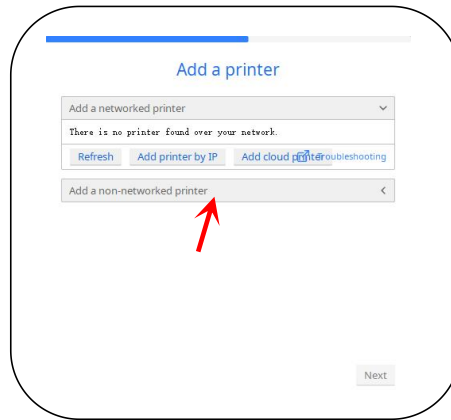 Add a printer
Add a networked printer
There is no printer found over your network.
Refresh Add printer by IP Add cloud printer Troubleshooting
Add a non-networked printer
Next